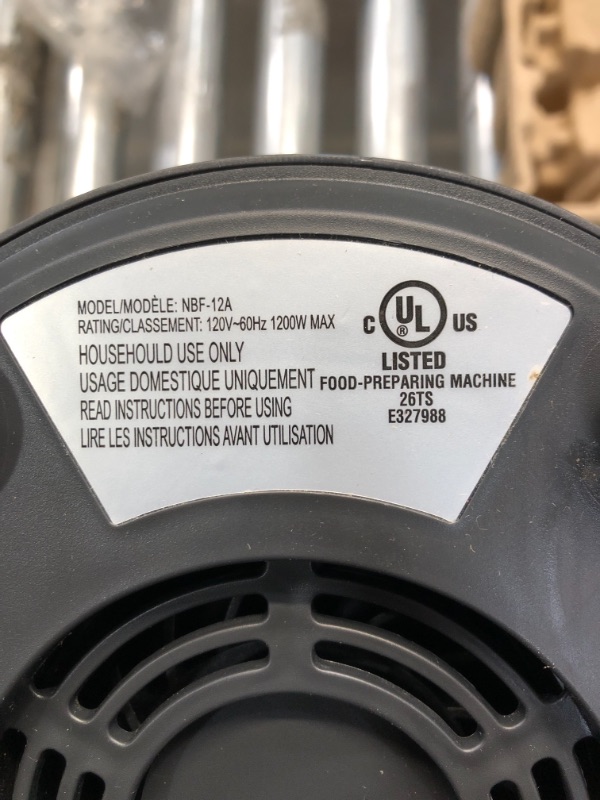 MODEL/MODÈLE: NBF-12A
RATING/CLASSEMENT: 120V~60Hz 1200W MAX
HOUSEHOULD USE ONLY
USAGE DOMESTIQUE UNIQUEMENT
READ INSTRUCTIONS BEFORE USING
LIRE LES INSTRUCTIONS AVANT UTILISATION
C UL ® US
LISTED
FOOD-PREPARING MACHINE
26TS
E327988